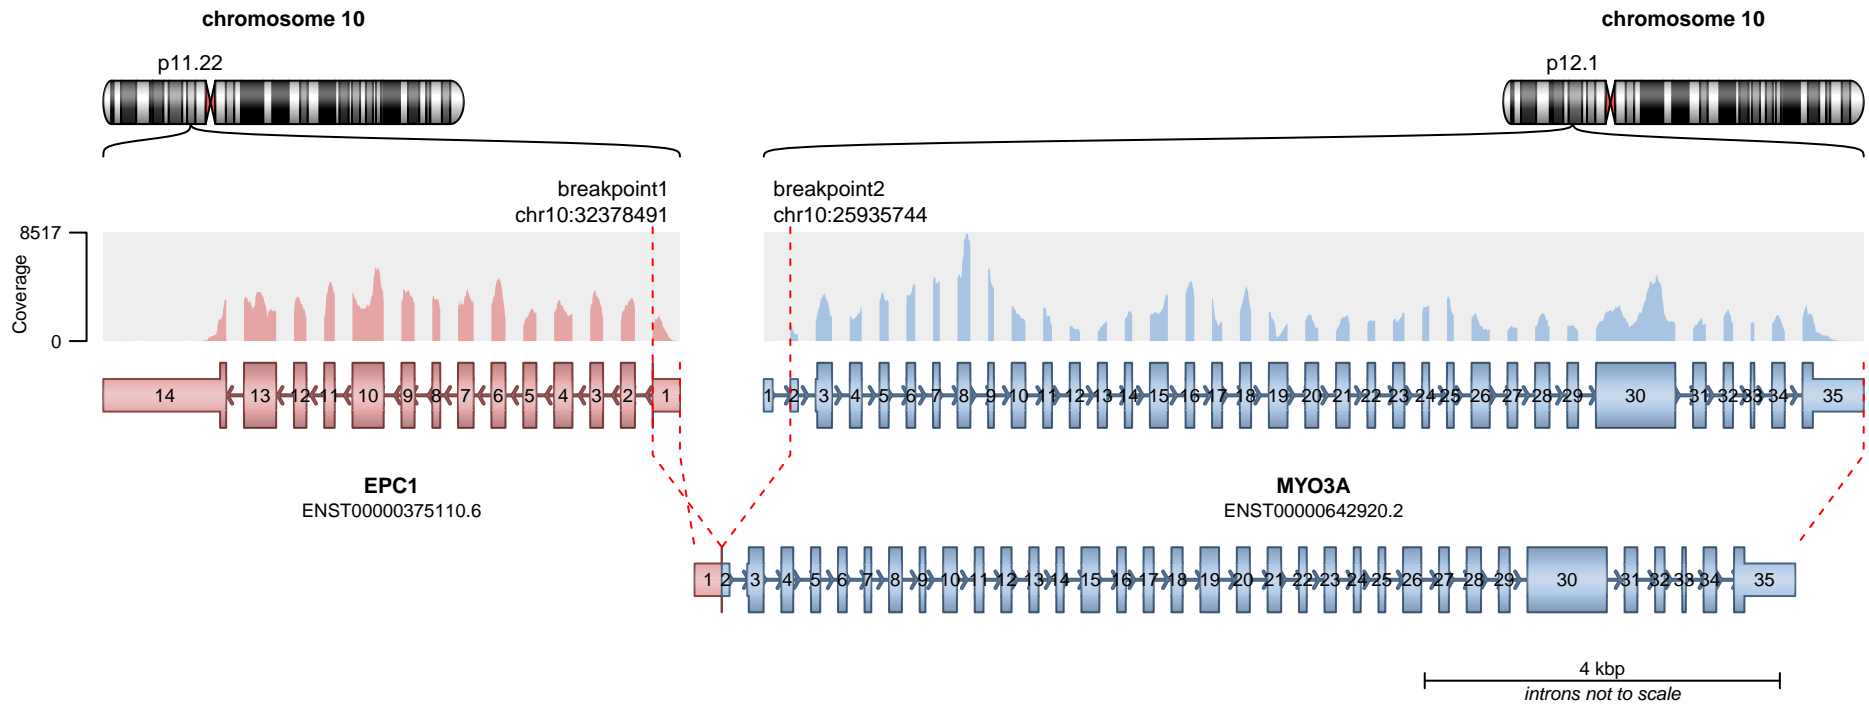 chromosome 10 chromosome 10
p11.22 p12.1
breakpoint1 breakpoint2
chr10:32378491 chr10:25935744
8517
Coverage
0
14 13 12 11 10 9 8 7 6 5 4 3 2 1 1 2 3 4 5 6 7 8 9 10 11 12 13 14 15 16 17 18 19 20 21 22 23 24 25 26 27 28 29 30 31 32 33 34 35
EPC1 MYO3A
ENST00000375110.6 ENST00000642920.2
1 2 3 4 5 6 7 8 9 10 11 12 13 14 15 16 17 18 19 20 21 22 23 24 25 26 27 28 29 30 31 32 33 34 35
4 kbp
introns not to scale